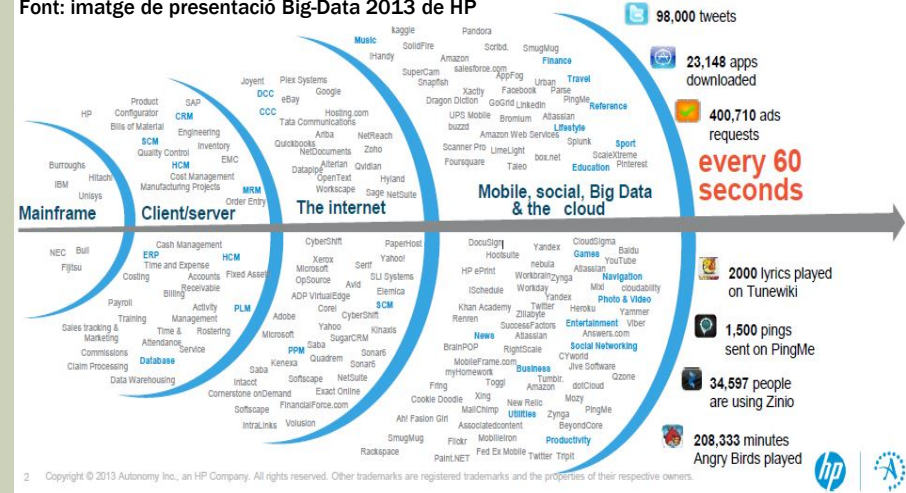 Font: imatge de presentació Big-Data 2013 de HP
HP
Burroughs
Hitachi
IBM
Unisys
Mainframe
NEC Bull
Fijitsu
Product
Configurator
SAP
CRM
Bills of Material
Engineering
SCM
Inventory
Quality Control
EMC
HCM
Cost Management
Manufacturing Projects
MRM
Order Entry
Client/server
Cash Management
ERP
HCM
Time and Expense
Costing
Accounts
Receivable
Fixed Asset
Billing
Payroll
Activity
Management
PLM
Training
Sales tracking &
Marketing
Time &
Attendance
Rostering
Commissions
Service
Claim Processing
Database
Data Warehousing
Joyent
Plex Systems
DCC
Google
eBay
CCC
Hosting.com
Tata Communications
Ariba
NetReach
Quickbooks
NetDocuments
Zoho
Datapipe
Alterian
Qvidian
OpenText
Hyland
Workscape
Sage
NetSuite
The internet
CyberShift
PaperHost
Xerox
Yahoo!
Microsoft
Serif
OpSource
SLI Systems
Avid
ADP VirtualEdge
Elemica
Corel
SCM
Adobe
CyberShift
Yahoo
Kinaxis
Microsoft
SugarCRM
Saba
PPM
Sonar6
Kenexa
Quadrem
Sonar6
Saba
Softscape
NetSuite
Intacct
Exact Online
Cornerstone onDemand
Softscape
FinancialForce.com
IntraLinks
Volusion
Music
kaggle
Pandora
iHandy
SolidFire
Scribd.
SmugMug
Amazon
Finance
SuperCam
salesforce.com
Snapfish
AppFog
Urban
Travel
Xactly
Facebook
Parse
Dragon Diction
GoGrid
LinkedIn
PingMe
Reference
UPS Mobile
Bromium
Atlassian
buzzd
Lifestyle
Amazon Web Services
Splunk
Scanner Pro
LimeLight
Sport
box.net
ScaleXtreme
Foursquare
Taleo
Education
Pinterest
Mobile, social, Big Data
& the cloud
DocuSign
Yandex
CloudSigma
Hootsuite
Games
Baidu
nebula
YouTube
HP ePrint
Atlassian
Workbrain
Zynga
Navigation
ISchedule
Workday
Mixi
cloudability
Yandex
Photo & Video
Khan Academy
Twitter
Heroku
Yammer
Renren
Zillabyte
SuccessFactors
Entertainment
Viber
News
Atlassian
Answers.com
BrainPOP
RightScale
Social Networking
CYworld
MobileFrame.com
Jive Software
myHomework
Business
Qzone
Toggl
Tumblr.
Fring
Amazon
dotCloud
Cookie Doodle
Xing
New Relic
Mozy
MailChimp
Utilities
Zynga
PingMe
Ah! Fasion Girl
Associatedcontent
BeyondCore
SmugMug
Flickr
Mobileiron
Productivity
Rackspace
Paint.NET
Fed Ex Mobile
Twitter
TripIt
98,000 tweets
23,148 apps
downloaded
400,710 ads
requests
every 60
seconds
2000 lyrics played
on Tunewiki
1,500 pings
sent on PingMe
34,597 people
are using Zinio
208,333 minutes
Angry Birds played
2 Copyright © 2013 Autonomy Inc., an HP Company. All rights reserved. Other trademarks are registered trademarks and the properties of their respective owners.
hp